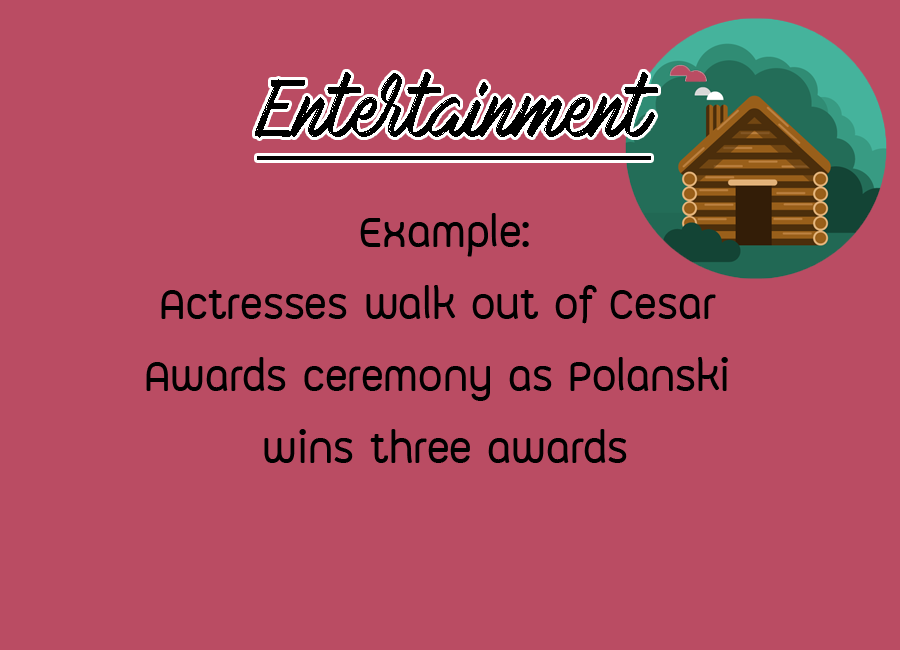 Entertainment
Example:
Actresses walk out of Cesar
Awards ceremony as Polanski
wins three awards